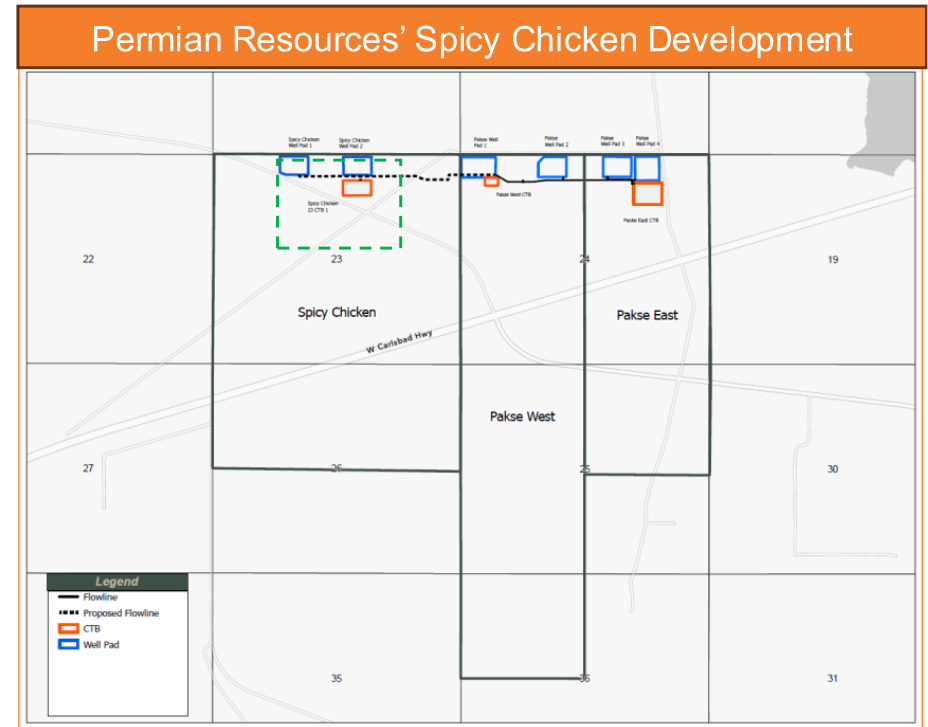 Permian Resources’ Spicy Chicken Development
Spicy Chicken
Well Pad 1
Spicy Chicken
Well Pad 2
Pakse Well
Pad 1
Pakse
Well Pad 2
Pakse
Well Pad 3
Pakse
Well Pad 4
Spicy Chicken
23 CTB 1
Pakse West CTB
Pakse East CTB
22
23
24
19
Spicy Chicken
Pakse East
W Carlsbad Hwy
Pakse West
27
26
25
30
Legend
Flowline
Proposed Flowline
CTB
Well Pad
35
36
31